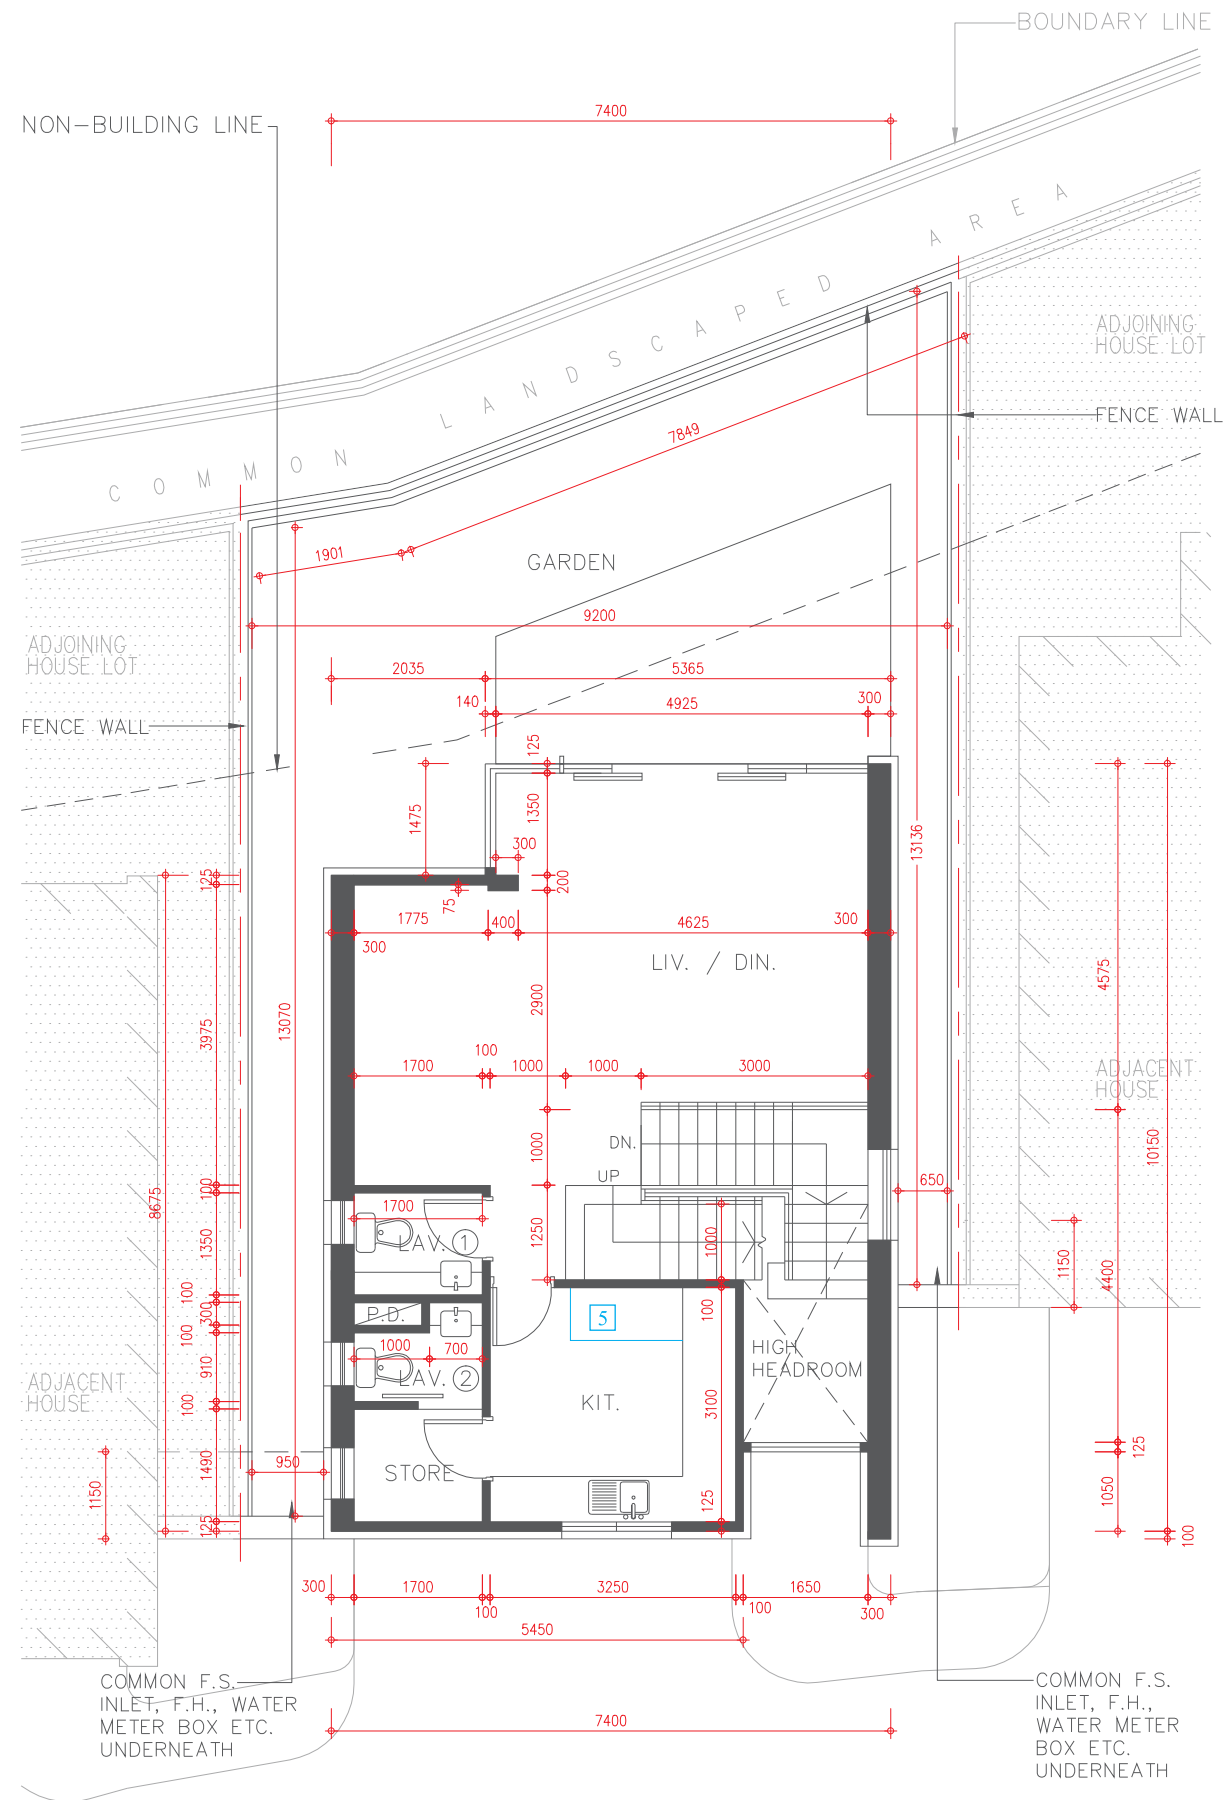 BOUNDARY LINE
7400
NON-BUILDING LINE
COMMON LANDSCAPED AREA
ADJOINING
HOUSE LOT
FENCE WALL
7849
1901
GARDEN
9200
ADJOINING
HOUSE LOT
2035
5365
140
4925
300
FENCE WALL
125
1350
1475
300
13136
125
200
75
1775
400
4625
300
300
LIV. / DIN.
4575
2900
13070
3975
100
1700
1000
1000
3000
ADJACENT
HOUSE
DN.
1000
10150
UP
100
8675
650
1700
1250
1350
LAV. 1
1000
1150
4400
100
300
P.D.
100
5
100
1000
700
HIGH
HEADROOM
910
LAV. 2
ADJACENT
HOUSE
100
KIT.
3100
125
STORE
1490
950
1150
125
1050
125
100
300
1700
3250
1650
100
100
300
5450
COMMON F.S.
INLET, F.H., WATER
METER BOX ETC.
UNDERNEATH
COMMON F.S.
INLET, F.H.,
WATER METER
BOX ETC.
UNDERNEATH
7400